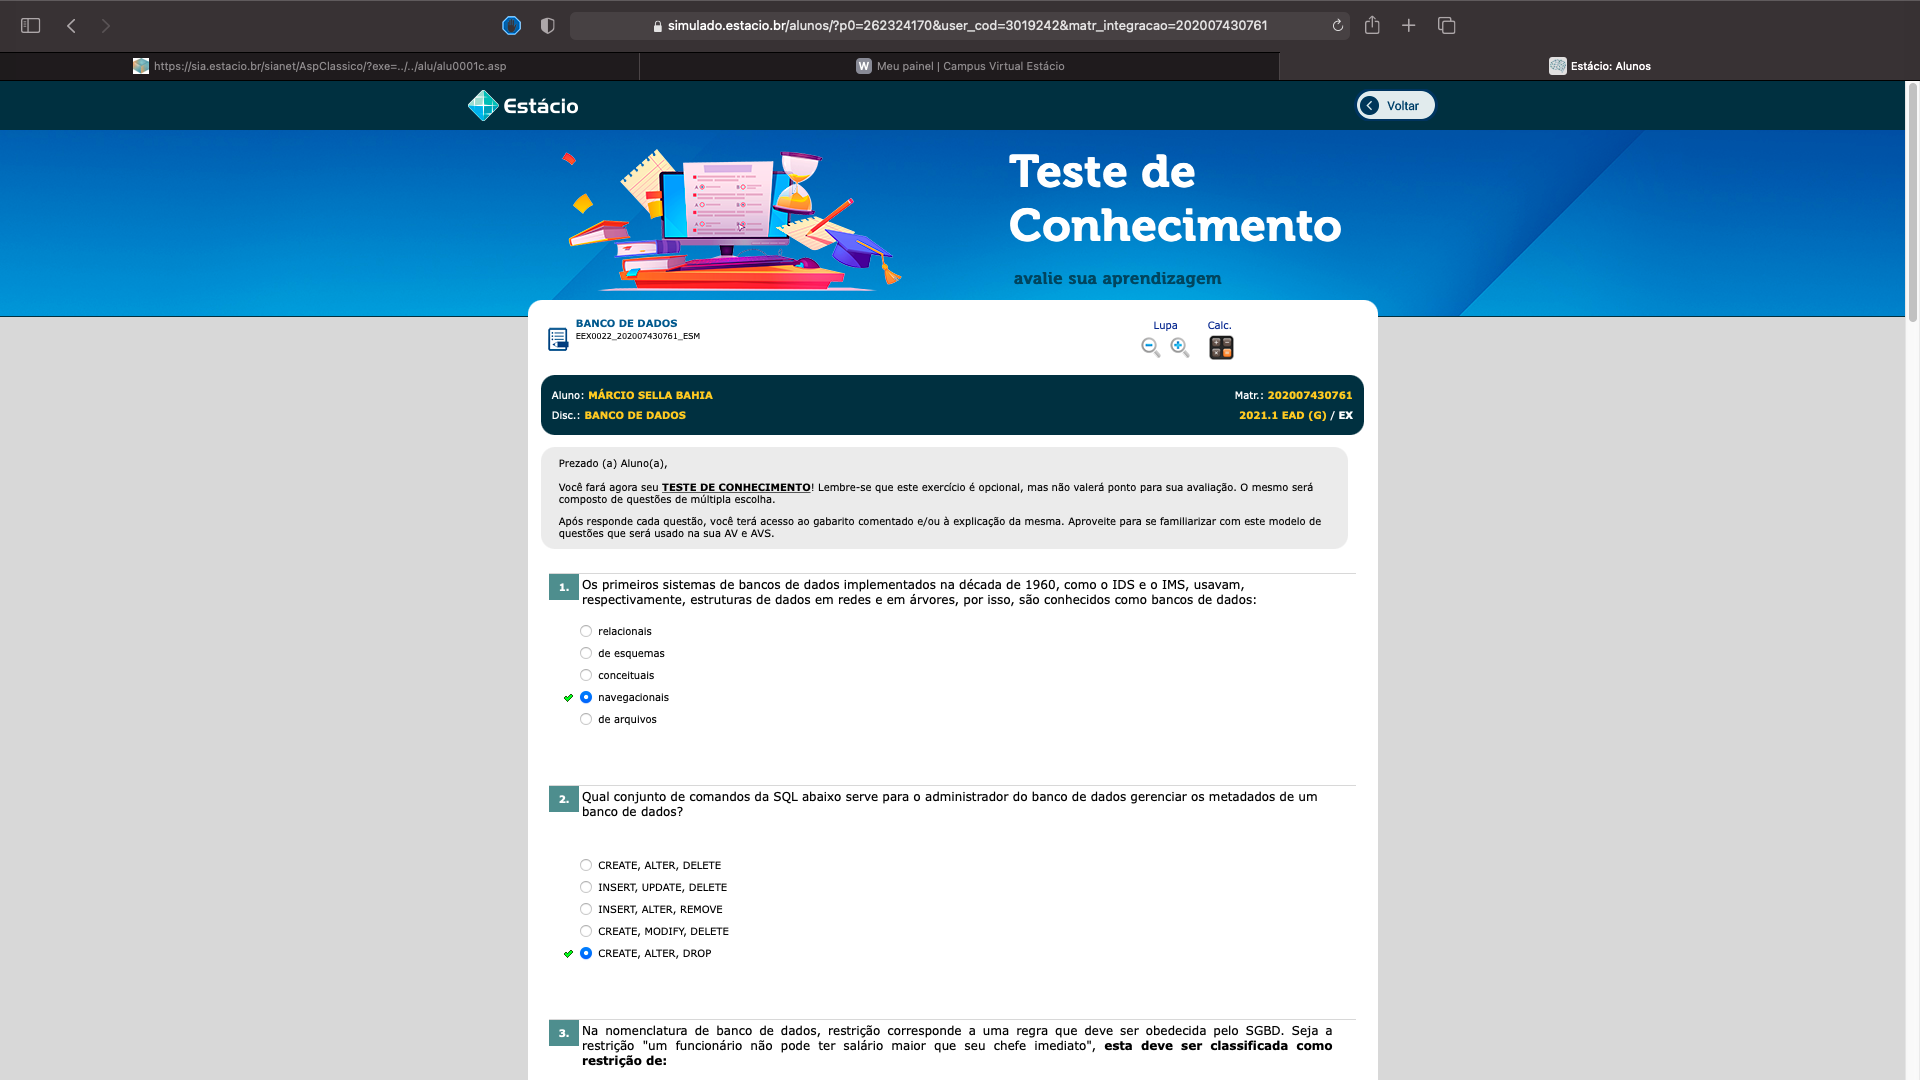 simulado.estacio.br/alunos/?p0=262324170&user_cod=3019242&matr_integracao=202007430761
https://sia.estacio.br/sianet/AspClassico/?exe=../../alu/alu0001c.asp
W Meu painel | Campus Virtual Estácio
Estácio: Alunos
Estácio
Voltar
Teste de
Conhecimento
avalie sua aprendizagem
BANCO DE DADOS
EEX0022_202007430761_ESM
Lupa Calc.
Aluno: MÁRCIO SELLA BAHIA
Matr.: 202007430761
Disc.: BANCO DE DADOS
2021.1 EAD (G) / EX
Prezado (a) Aluno(a),
Você fará agora seu TESTE DE CONHECIMENTO! Lembre-se que este exercício é opcional, mas não valerá ponto para sua avaliação. O mesmo será
composto de questões de múltipla escolha.
Após responde cada questão, você terá acesso ao gabarito comentado e/ou à explicação da mesma. Aproveite para se familiarizar com este modelo de
questões que será usado na sua AV e AVS.
1.
Os primeiros sistemas de bancos de dados implementados na década de 1960, como o IDS e o IMS, usavam,
respectivamente, estruturas de dados em redes e em árvores, por isso, são conhecidos como bancos de dados:
relacionais
de esquemas
conceituais
navegacionais
de arquivos
2.
Qual conjunto de comandos da SQL abaixo serve para o administrador do banco de dados gerenciar os metadados de um
banco de dados?
CREATE, ALTER, DELETE
INSERT, UPDATE, DELETE
INSERT, ALTER, REMOVE
CREATE, MODIFY, DELETE
CREATE, ALTER, DROP
3.
Na nomenclatura de banco de dados, restrição corresponde a uma regra que deve ser obedecida pelo SGBD. Seja a
restrição "um funcionário não pode ter salário maior que seu chefe imediato", esta deve ser classificada como
restrição de: